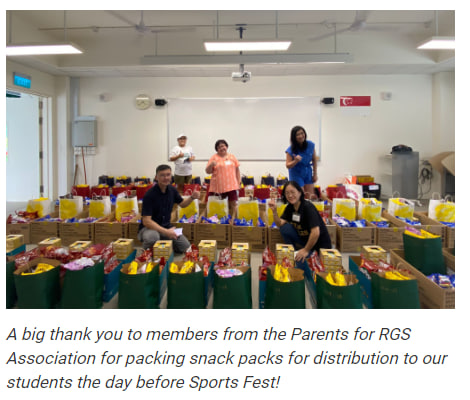 A big thank you to members from the Parents for RGS
Association for packing snack packs for distribution to our
students the day before Sports Fest!